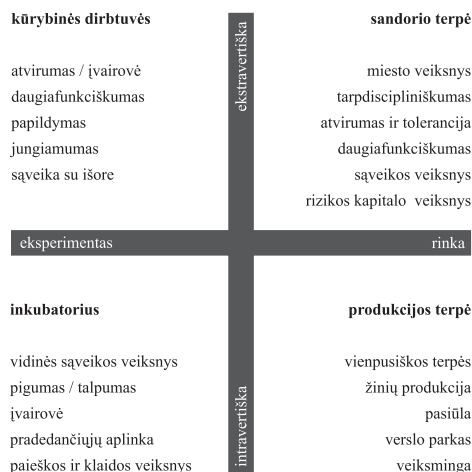 kūrybinės dirbtuvės
atvirumas / įvairovė
daugiafunkciškumas
papildymas
jungiamumas
sąveika su išore
ekstravertiška
sandorio terpė
miesto veiksnys
tarpdiscipliniškumas
atvirumas ir tolerancija
daugiafunkciškumas
sąveikos veiksnys
rizikos kapitalo veiksnys
eksperimentas
rinka
inkubatorius
vidinės sąveikos veiksnys
pigumas / talpumas
įvairovė
pradedančiųjų aplinka
paieškos ir klaidos veiksnys
intravertiška
produkcijos terpė
vienpusiškos terpės
žinių produkcija
pasiūla
verslo parkas
veiksminga